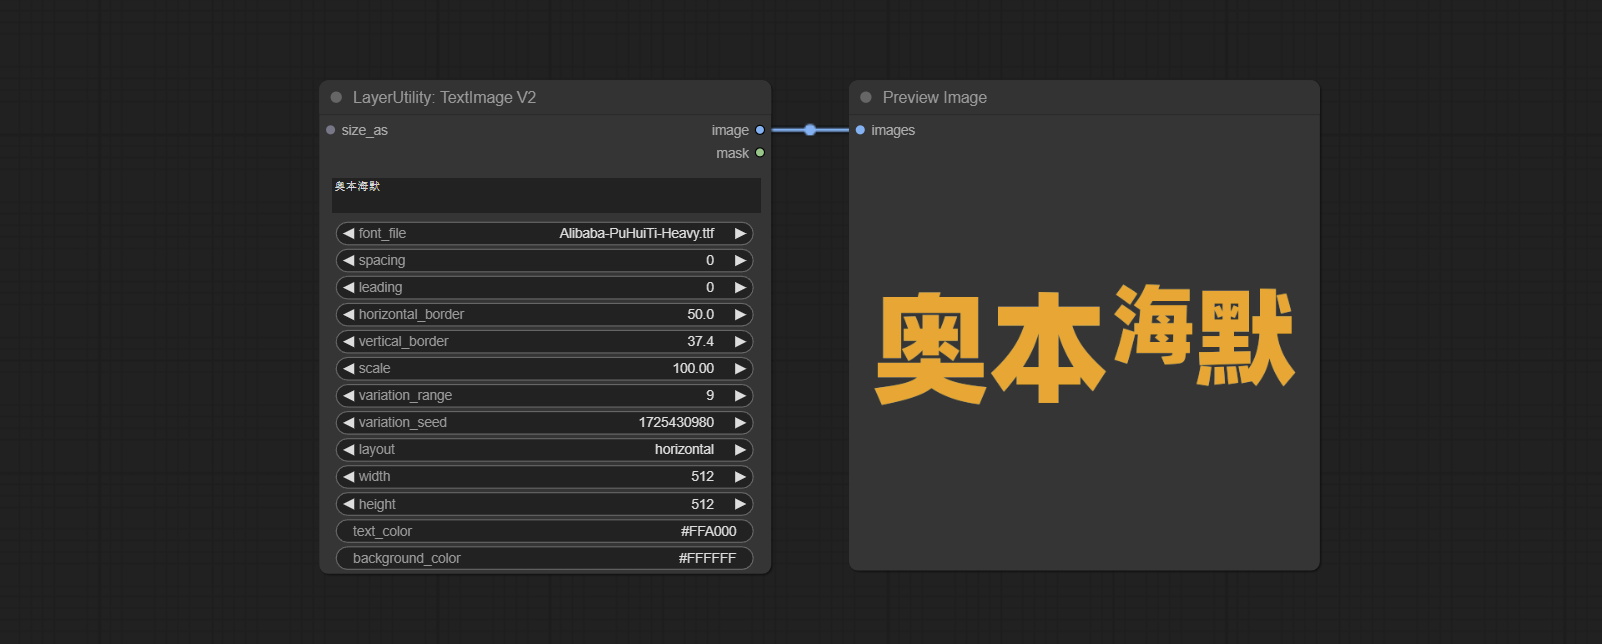 LayerUtility: TextImage V2
size_as
image
mask
奥本海默
font_file Alibaba-PuHuiTi-Heavy.ttf
spacing 0
leading 0
horizontal_border 50.0
vertical_border 37.4
scale 100.00
variation_range 9
variation_seed 1725430980
layout horizontal
width 512
height 512
text_color #FFA000
background_color #FFFFFF
Preview Image
images
奥本海默